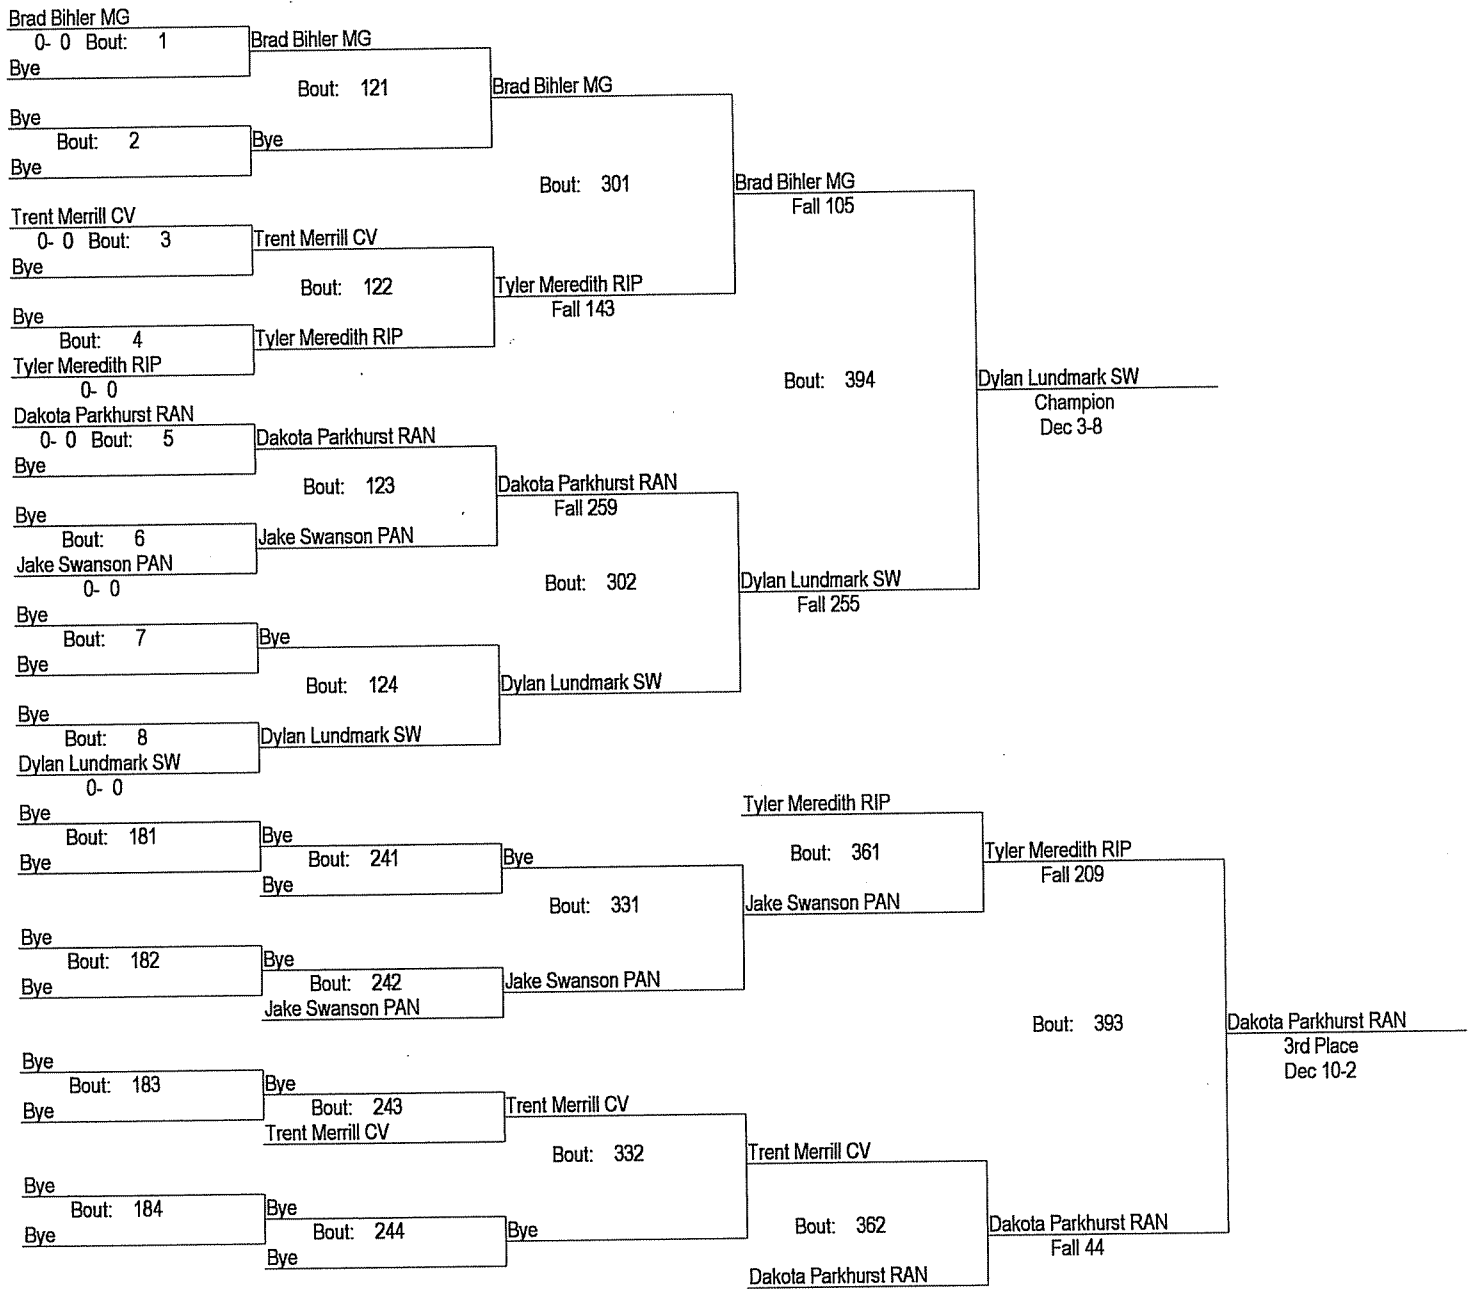 Brad Bihler MG
0- 0 Bout: 1
Bye
Brad Bihler MG
Bout: 121
Brad Bihler MG
Bye
Bout: 2
Bye
Bye
Bout: 301
Brad Bihler MG
Fall 105
Trent Merrill CV
0- 0 Bout: 3
Bye
Trent Merrill CV
Bout: 122
Tyler Meredith RIP
Fall 143
Bye
Bout: 4
Tyler Meredith RIP
0- 0
Tyler Meredith RIP
Bout: 394
Dylan Lundmark SW
Champion
Dec 3-8
Dakota Parkhurst RAN
0- 0 Bout: 5
Bye
Dakota Parkhurst RAN
Bout: 123
Dakota Parkhurst RAN
Fall 259
Bye
Bout: 6
Jake Swanson PAN
0- 0
Jake Swanson PAN
Bout: 302
Dylan Lundmark SW
Fall 255
Bye
Bout: 7
Bye
Bye
Bout: 124
Dylan Lundmark SW
Bye
Bout: 8
Dylan Lundmark SW
0- 0
Dylan Lundmark SW
Bye
Bout: 181
Bye
Bye
Bout: 241
Bye
Bye
Bout: 331
Tyler Meredith RIP
Bout: 361
Jake Swanson PAN
Tyler Meredith RIP
Fall 209
Bye
Bout: 182
Bye
Bye
Bout: 242
Jake Swanson PAN
Jake Swanson PAN
Bout: 393
Dakota Parkhurst RAN
3rd Place
Dec 10-2
Bye
Bout: 183
Bye
Bye
Bout: 243
Trent Merrill CV
Trent Merrill CV
Bout: 332
Trent Merrill CV
Bout: 362
Dakota Parkhurst RAN
Dakota Parkhurst RAN
Fall 44
Bye
Bout: 184
Bye
Bye
Bout: 244
Bye
Bye